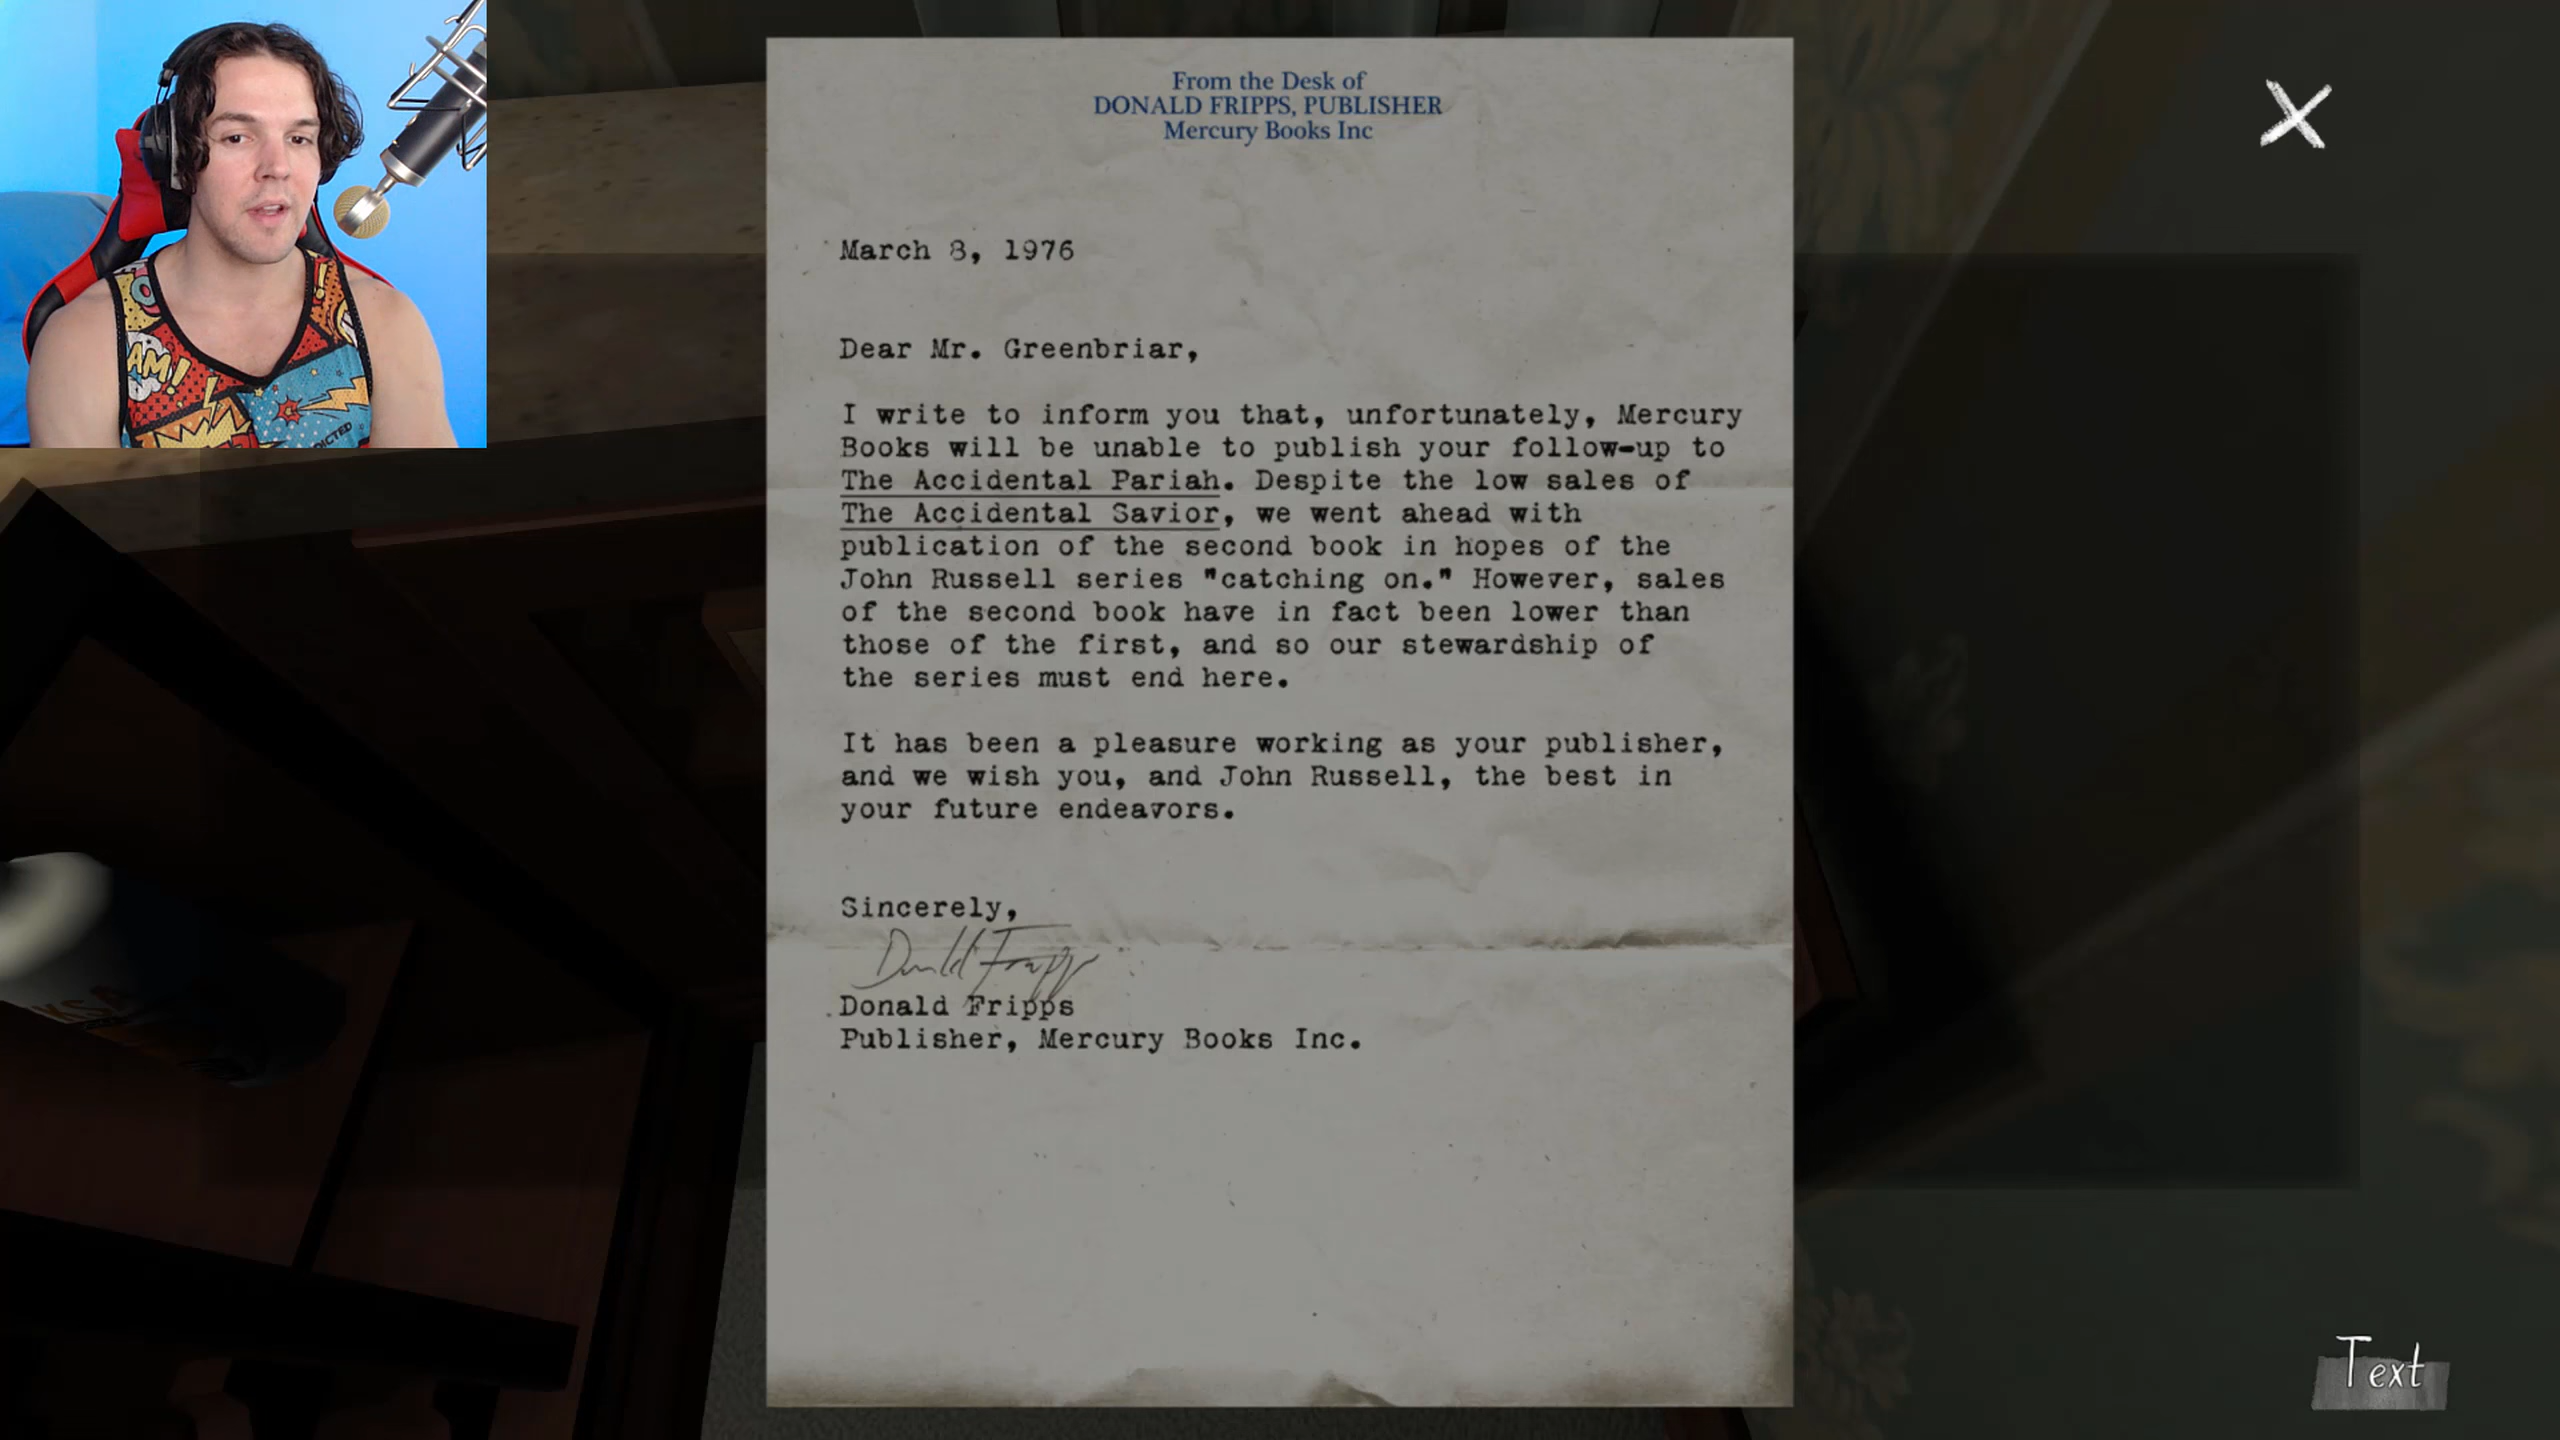 From the Desk of
DONALD FRIPPS, PUBLISHER
Mercury Books Inc
March 8, 1976
Dear Mr. Greenbriar,
I write to inform you that, unfortunately, Mercury
Books will be unable to publish your follow-up to
The Accidental Pariah. Despite the low sales of
The Accidental Savior, we went ahead with
publication of the second book in hopes of the
John Russell series "catching on." However, sales
of the second book have in fact been lower than
those of the first, and so our stewardship of
the series must end here.
It has been a pleasure working as your publisher,
and we wish you, and John Russell, the best in
your future endeavors.
Sincerely,
Donald Fripps
Donald Fripps
Publisher, Mercury Books Inc.
Text
AM!